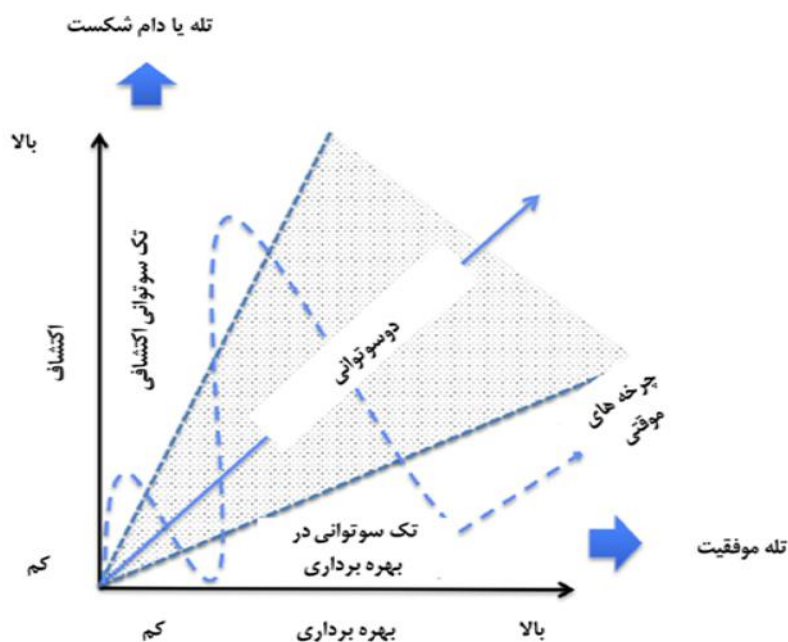 تله یا دام شکست
بالا
تک سوتوانی اکتشافی
اکتشاف
دوسوتوانی
چرخه های
موقتی
تک سوتوانی در
بهره برداری
تله موفقیت
کم
کم
بهره برداری
بالا